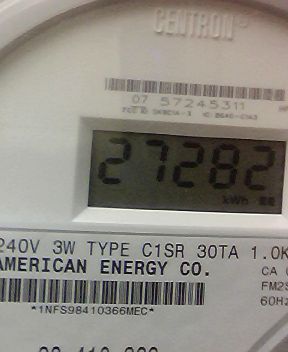 CENTRON
07 57245311
27282
kWh
240V 3W TYPE C1SR 30TA 1.0K
AMERICAN ENERGY CO.
CA
FM2S
60Hz
*1NFS98410366MEC*